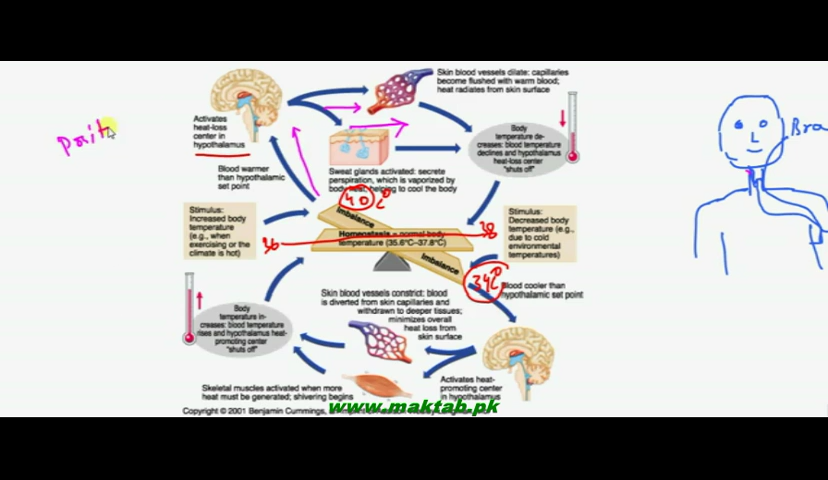 Skin blood vessels dilate: capillaries
become flushed with warm blood;
heat radiates from skin surface
Activates
heat-loss
center in
hypothalamus
Posit
Bra
Body
temperature de-
creases: blood temperature
declines and hypothalamus
heat-loss center
"shuts off"
Blood warmer
than hypothalamic
set point
Sweat glands activated: secrete
perspiration, which is vaporized by
body heat, helping to cool the body
40 c°
Imbalance
Stimulus:
Increased body
temperature
(e.g., when
exercising or the
climate is hot)
36
Homeostasis = normal body
temperature (35.6°C–37.8°C)
38
Stimulus:
Decreased body
temperature (e.g.,
due to cold
environmental
temperatures)
Imbalance
34c°
Blood cooler than
hypothalamic set point
Skin blood vessels constrict: blood
is diverted from skin capillaries and
withdrawn to deeper tissues;
minimizes overall
heat loss from
skin surface
Body
temperature in-
creases: blood temperature
rises and hypothalamus heat-
promoting center
"shuts off"
Skeletal muscles activated when more
heat must be generated; shivering begins
Activates heat-
promoting center
in hypothalamus
www.maktab.pk
Copyright © 2001 Benjamin Cummings,